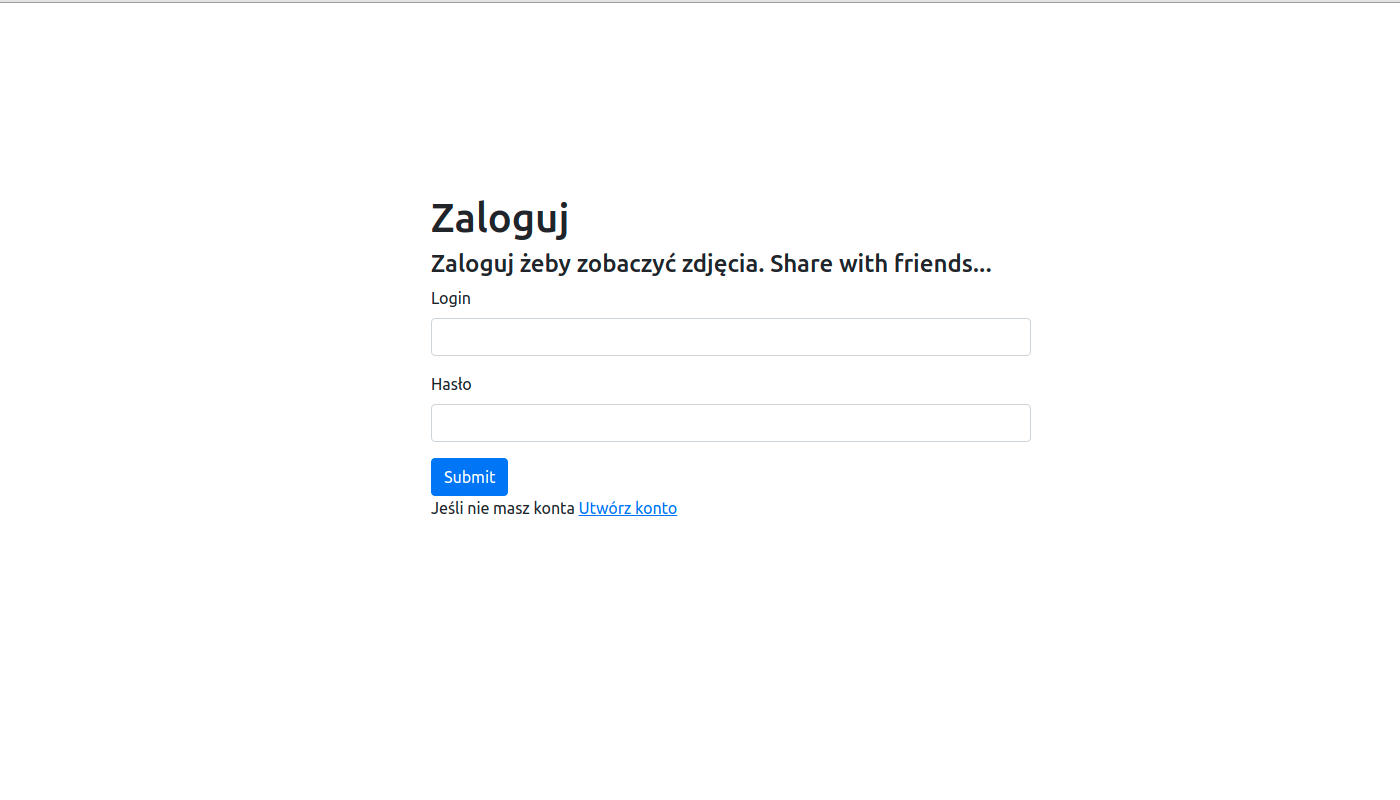 Zaloguj
Zaloguj żeby zobaczyć zdjęcia. Share with friends...
Login
Hasło
Submit
Jeśli nie masz konta Utwórz konto